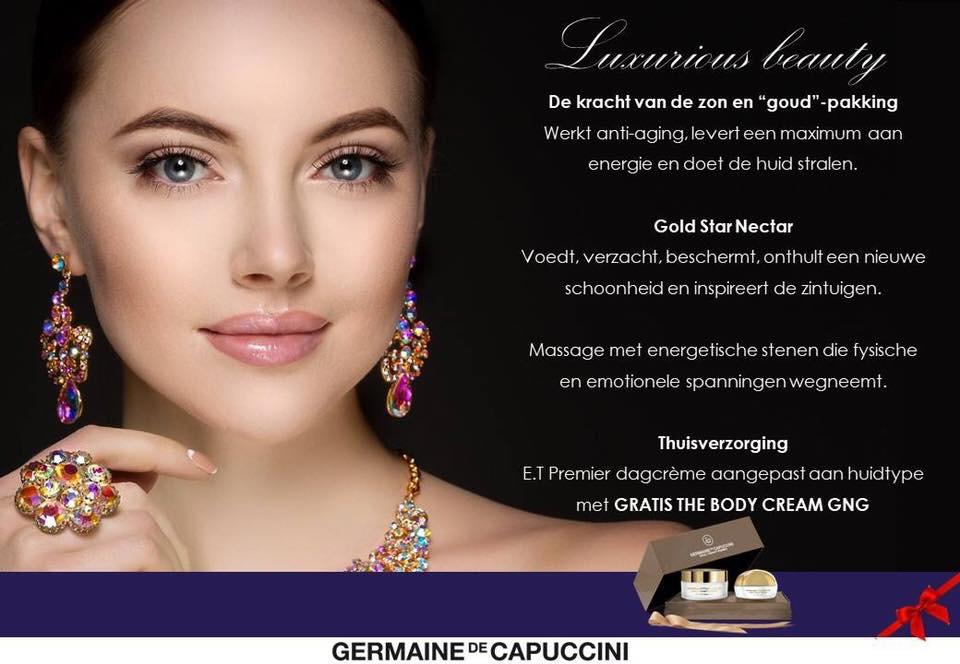 Luxurious beauty
De kracht van de zon en “goud”-pakking
Werkt anti-aging, levert een maximum aan
energie en doet de huid stralen.
Gold Star Nectar
Voedt, verzacht, beschermt, onthult een nieuwe
schoonheid en inspireert de zintuigen.
Massage met energetische stenen die fysische
en emotionele spanningen wegneemt.
Thuisverzorging
E.T Premier dagcrème aangepast aan huidtype
met GRATIS THE BODY CREAM GNG
GERMAINE DE CAPUCCINI
GERMAINE DE CAPUCCINI